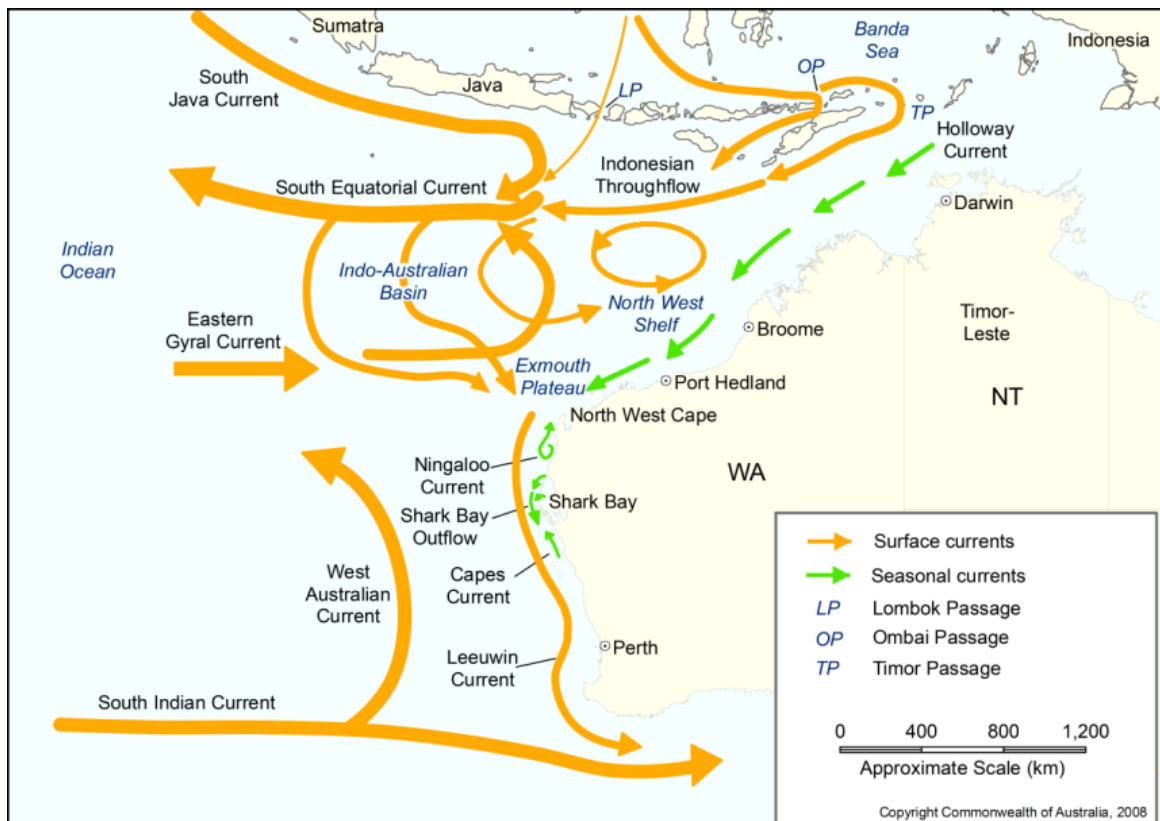 Sumatra
Banda
Sea
Indonesia
South
Java Current
Java
LP
OP
TP
Holloway
Current
Indonesian
Throughflow
South Equatorial Current
Darwin
Indian
Ocean
Indo-Australian
Basin
North West
Shelf
Timor-
Leste
Eastern
Gyral Current
Broome
Exmouth
Plateau
Port Hedland
NT
North West Cape
Ningaloo
Current
WA
Shark Bay
Shark Bay
Outflow
Capes
Current
West
Australian
Current
Perth
Leeuwin
Current
South Indian Current
Surface currents
Seasonal currents
LP Lombok Passage
OP Ombai Passage
TP Timor Passage
0 400 800 1,200
Approximate Scale (km)
Copyright Commonwealth of Australia, 2008